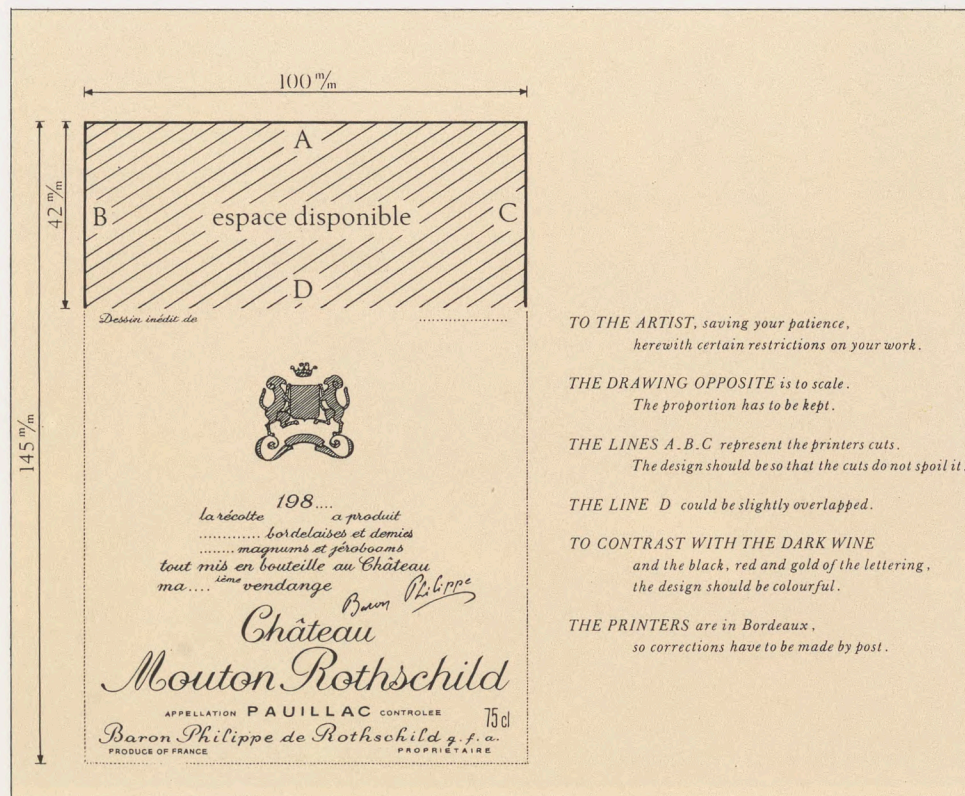 100 m/m
42 m/m
145 m/m
A
B
espace disponible
C
D
Dessin inédit de ....................
198....
la récolte a produit
............. bordelaises et demies
........ magnums et jéroboams
tout mis en bouteille au Château
ma.... ième vendange
Baron Philippe
Château
Mouton Rothschild
APPELLATION PAUILLAC CONTROLEE
75 cl
Baron Philippe de Rothschild g.f.a.
PRODUCE OF FRANCE PROPRIÉTAIRE
TO THE ARTIST, saving your patience,
herewith certain restrictions on your work.
THE DRAWING OPPOSITE is to scale.
The proportion has to be kept.
THE LINES A.B.C represent the printers cuts.
The design should be so that the cuts do not spoil it.
THE LINE D could be slightly overlapped.
TO CONTRAST WITH THE DARK WINE
and the black, red and gold of the lettering,
the design should be colourful.
THE PRINTERS are in Bordeaux,
so corrections have to be made by post.